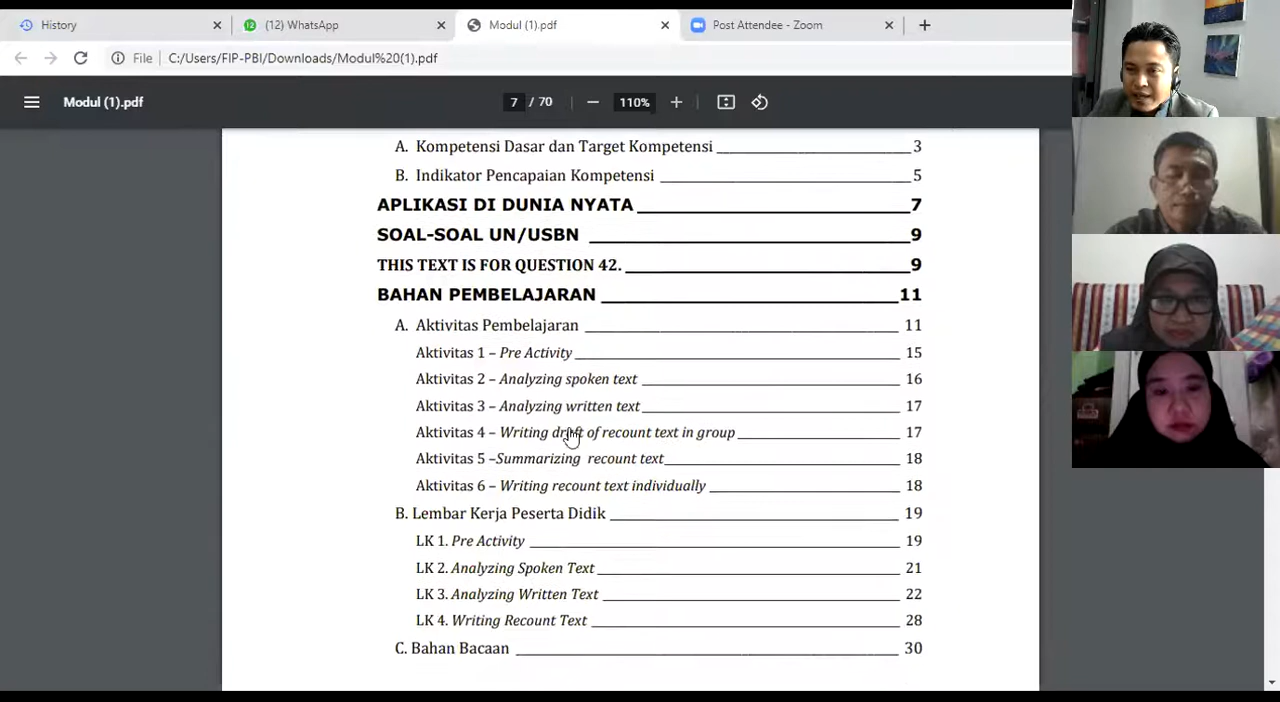 History
(12) WhatsApp
Modul (1).pdf
Post Attendee - Zoom
File
C:/Users/FIP-PBI/Downloads/Modul%20(1).pdf
Modul (1).pdf
7 / 70
110%
A. Kompetensi Dasar dan Target Kompetensi 3
B. Indikator Pencapaian Kompetensi 5
APLIKASI DI DUNIA NYATA 7
SOAL-SOAL UN/USBN 9
THIS TEXT IS FOR QUESTION 42. 9
BAHAN PEMBELAJARAN 11
A. Aktivitas Pembelajaran 11
Aktivitas 1 – Pre Activity 15
Aktivitas 2 – Analyzing spoken text 16
Aktivitas 3 – Analyzing written text 17
Aktivitas 4 – Writing draft of recount text in group 17
Aktivitas 5 –Summarizing recount text 18
Aktivitas 6 – Writing recount text individually 18
B. Lembar Kerja Peserta Didik 19
LK 1. Pre Activity 19
LK 2. Analyzing Spoken Text 21
LK 3. Analyzing Written Text 22
LK 4. Writing Recount Text 28
C. Bahan Bacaan 30